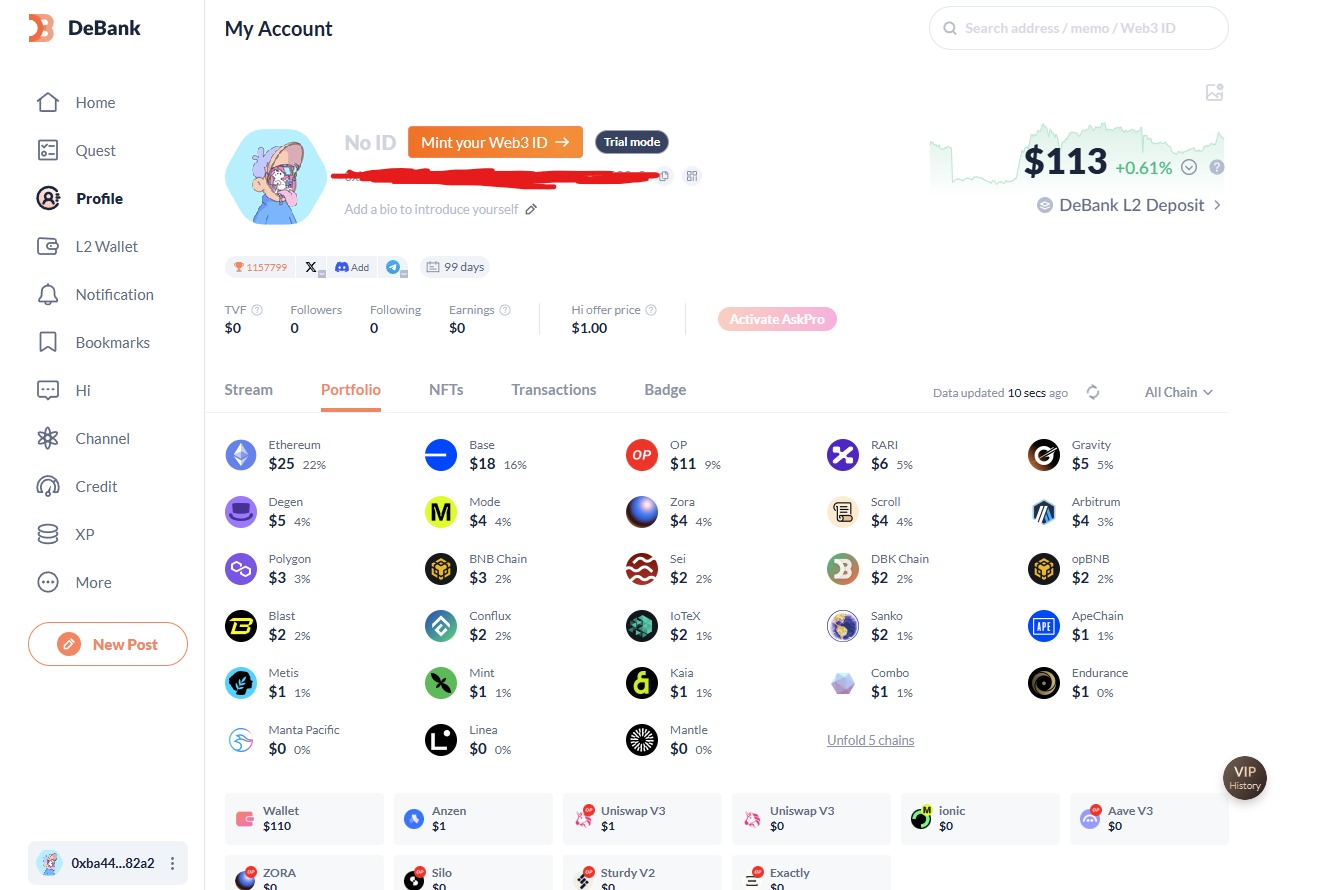 DeBank
My Account
Search address / memo / Web3 ID
Home
Quest
Profile
L2 Wallet
Notification
Bookmarks
Hi
Channel
Credit
XP
More
New Post
0xba44...82a2
No ID
Mint your Web3 ID
Trial mode
Add a bio to introduce yourself
$113 +0.61%
DeBank L2 Deposit
1157799 Add 99 days
TVF Followers Following Earnings Hi offer price
$0 0 0 $0 $1.00
Activate AskPro
Stream Portfolio NFTs Transactions Badge
Data updated 10 secs ago All Chain
Ethereum Base OP RARI Gravity
$25 22% $18 16% $11 9% $6 5% $5 5%
Degen Mode Zora Scroll Arbitrum
$5 4% $4 4% $4 4% $4 4% $4 3%
Polygon BNB Chain Sei DBK Chain opBNB
$3 3% $3 2% $2 2% $2 2% $2 2%
Blast Conflux IoTeX Sanko ApeChain
$2 2% $2 2% $2 1% $2 1% $1 1%
Metis Mint Kaia Combo Endurance
$1 1% $1 1% $1 1% $1 1% $1 0%
Manta Pacific Linea Mantle
$0 0% $0 0% $0 0% Unfold 5 chains
VIP
History
Wallet Anzen Uniswap V3 Uniswap V3 ionic Aave V3
$110 $1 $1 $0 $0 $0
ZORA Silo Sturdy V2 Exactly
$0 $0 $0 $0